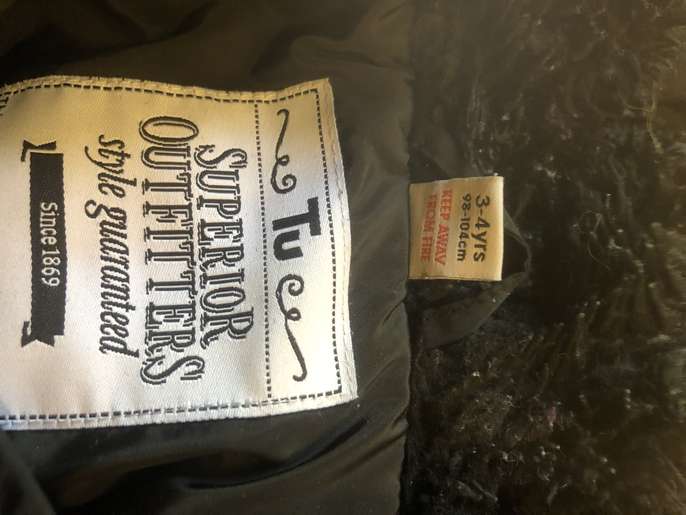 Tu
SUPERIOR
OUTFITTERS
style guaranteed
Since 1869
3-4yrs
98-104cm
KEEP AWAY
FROM FIRE